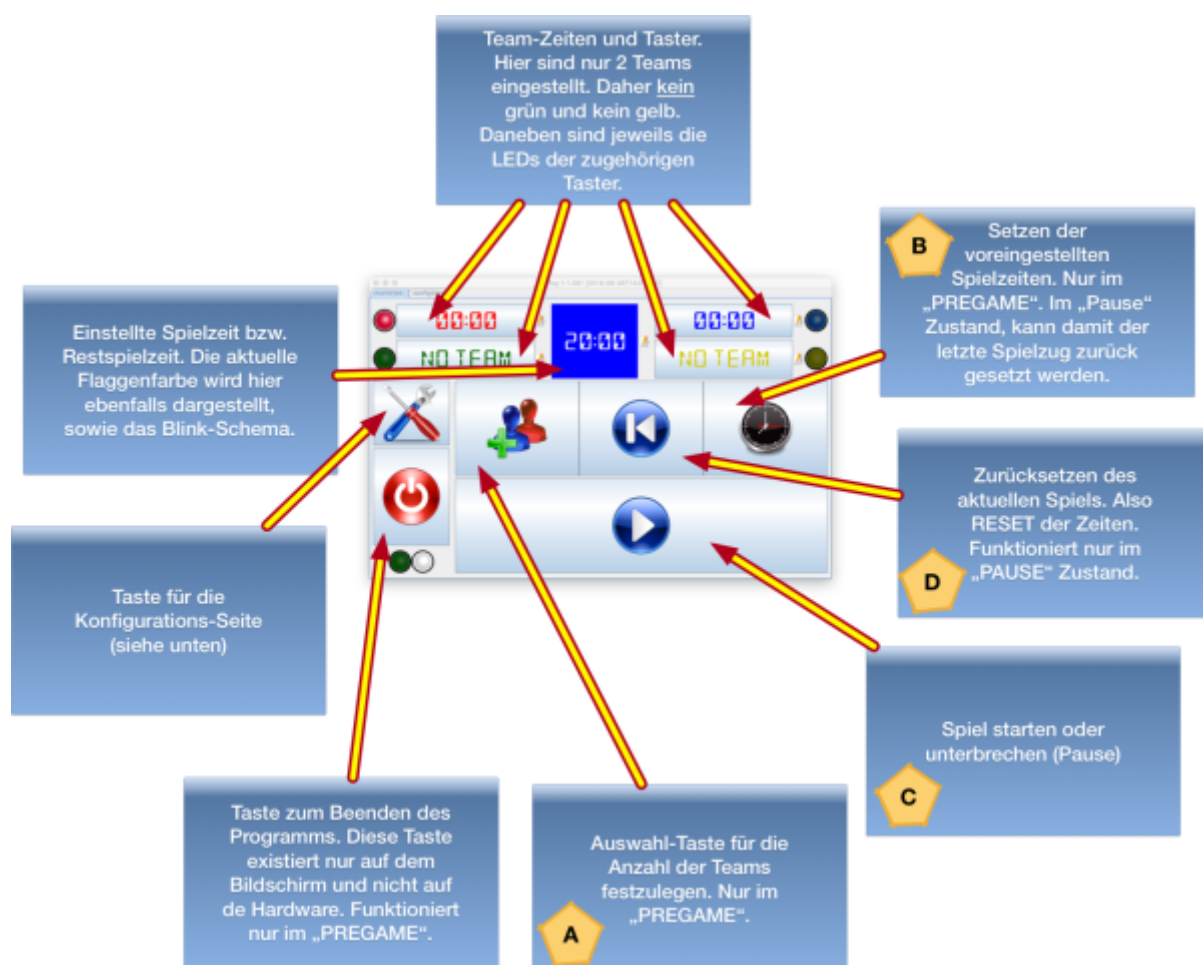 Team-Zeiten und Taster.
Hier sind nur 2 Teams
eingestellt. Daher kein
grün und kein gelb.
Daneben sind jeweils die
LEDs der zugehörigen
Taster.
B
Setzen der
voreingestellten
Spielzeiten. Nur im
„PREGAME“. Im „Pause“
Zustand, kann damit der
letzte Spielzug zurück
gesetzt werden.
Einstellte Spielzeit bzw.
Restspielzeit. Die aktuelle
Flaggenfarbe wird hier
ebenfalls dargestellt,
sowie das Blink-Schema.
00:00
20:00
00:00
NO TEAM
NO TEAM
Zurücksetzen des
aktuellen Spiels. Also
RESET der Zeiten.
Funktioniert nur im
„PAUSE“ Zustand.
D
Taste für die
Konfigurations-Seite
(siehe unten)
Spiel starten oder
unterbrechen (Pause)
C
Taste zum Beenden des
Programms. Diese Taste
existiert nur auf dem
Bildschirm und nicht auf
de Hardware. Funktioniert
nur im „PREGAME“.
Auswahl-Taste für die
Anzahl der Teams
festzulegen. Nur im
„PREGAME“.
A